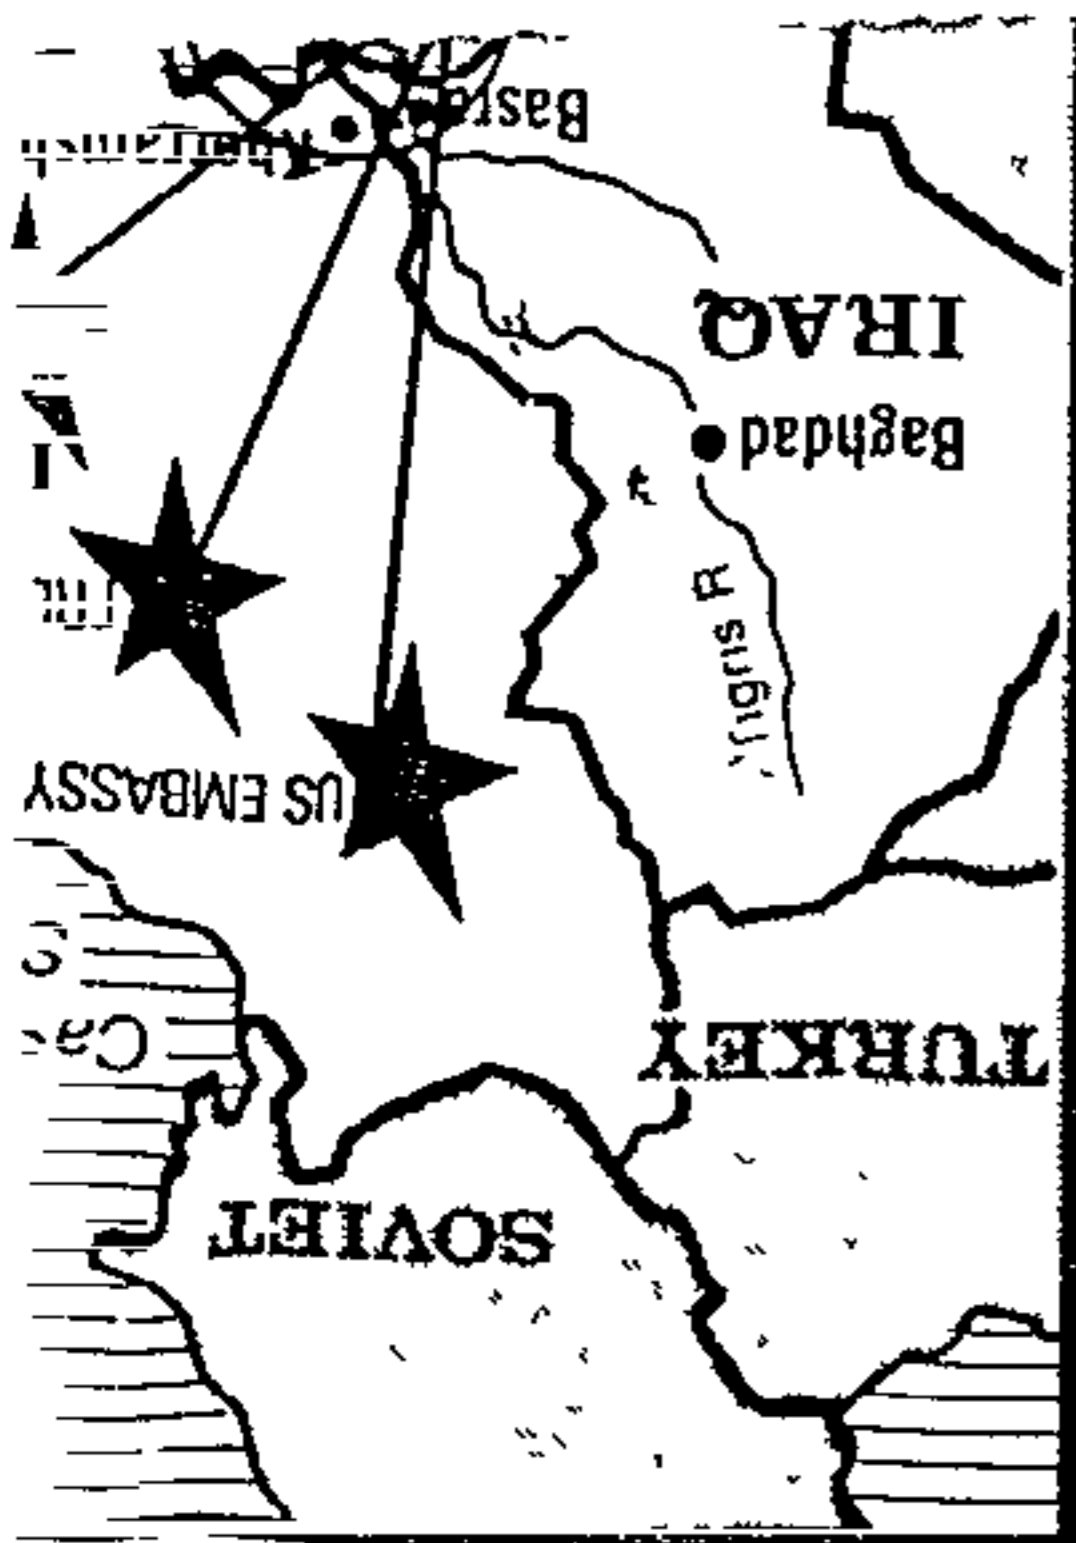 SOVIET
TURKEY
US EMBASSY
Tigris R
Baghdad
IRAQ
Basra